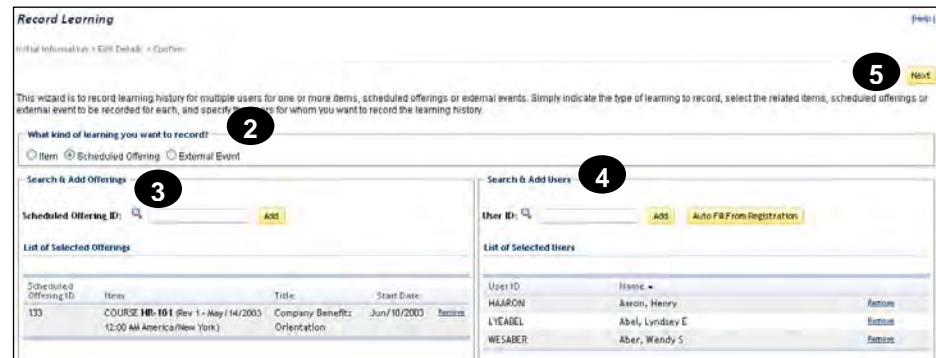 Record Learning
[Help]
Initial Information > Edit Details > Confirm
5
Next
This wizard is to record learning history for multiple users for one or more items, scheduled offerings or external events. Simply indicate the type of learning to record, select the related items, scheduled offerings or
external event to be recorded for each, and specify the users for whom you want to record the learning history.
2
What kind of learning you want to record?
Item Scheduled Offering External Event
Search & Add Offerings
3
Scheduled Offering ID: Add
List of Selected Offerings
Scheduled Offering ID Item Title Start Date
133 COURSE HR-101 (Rev 1 - May/14/2003 Company Benefits Jun/10/2003 Remove
12:00 AM America/New York) Orientation
Search & Add Users
4
User ID: Add Auto Fill From Registration
List of Selected Users
User ID Name
HAARON Aaron, Henry Remove
LYEABEL Abel, Lyndsey E Remove
WESABER Aber, Wendy S Remove